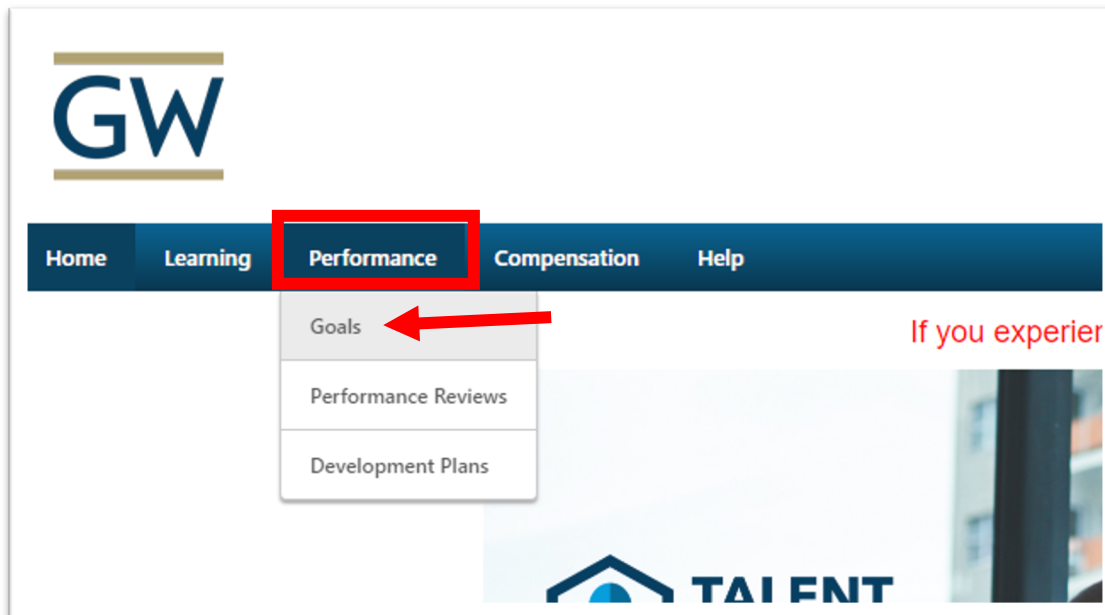 GW
Home Learning Performance Compensation Help
Goals
If you experier
Performance Reviews
Development Plans
TALENT